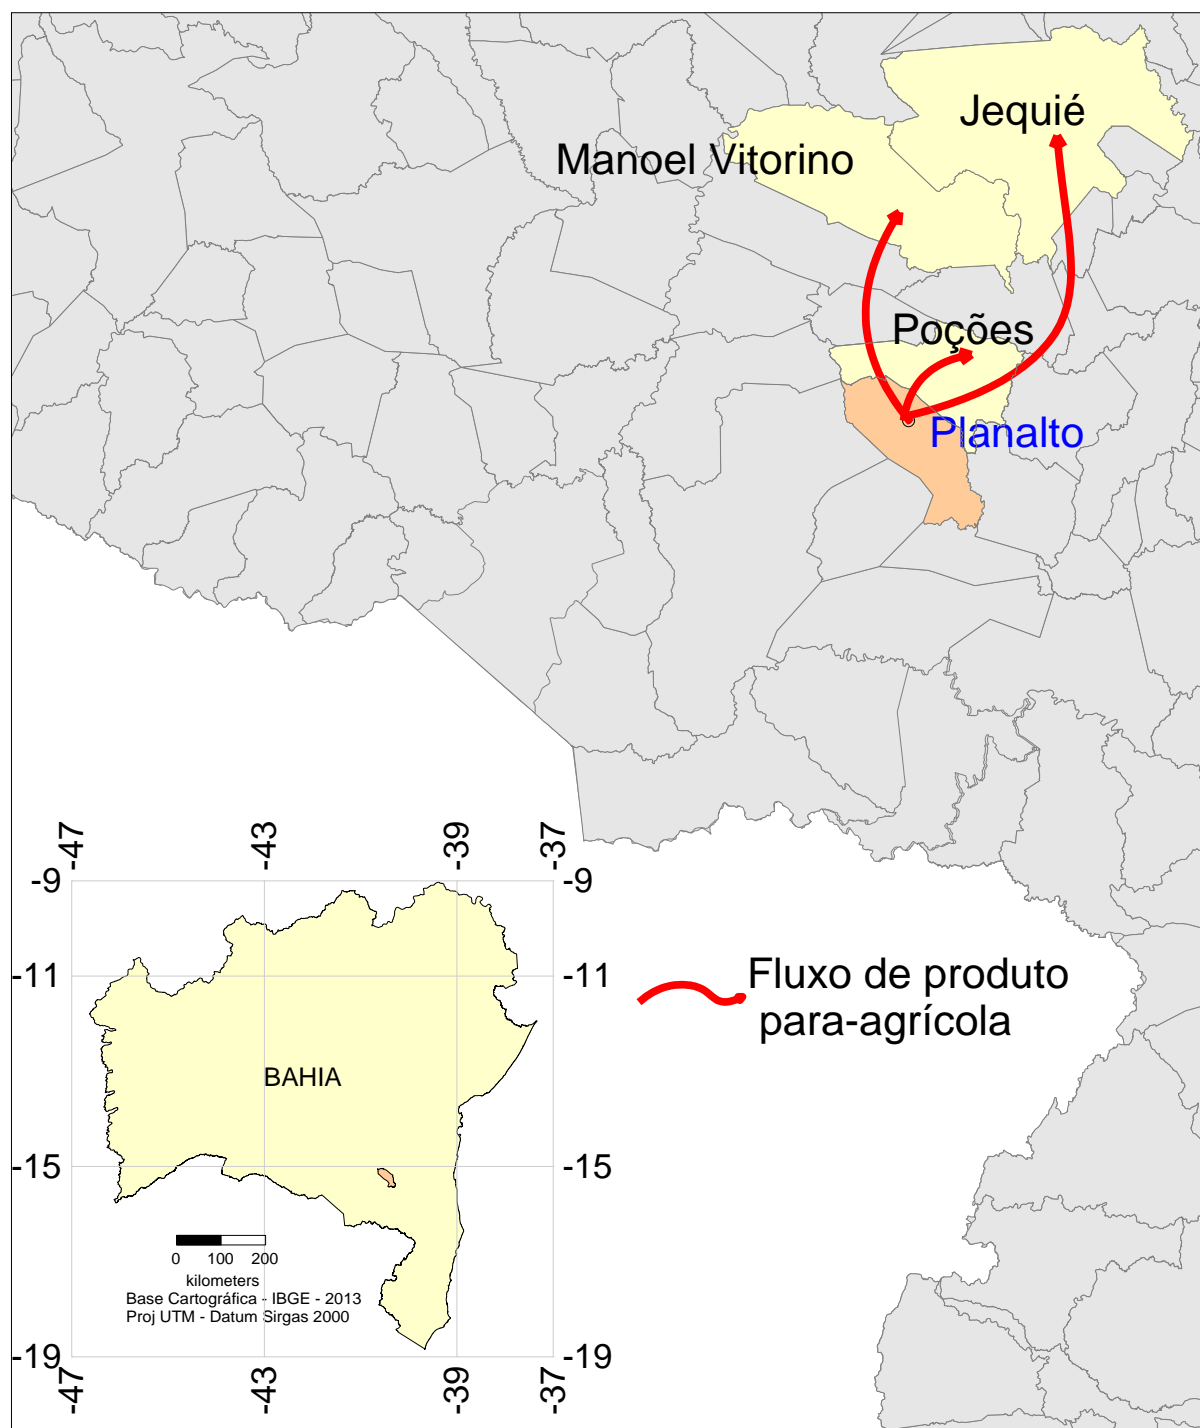 Jequié
Manoel Vitorino
Poções
Planalto
-47
-43
-39
-37
-9
-9
-11
-11
Fluxo de produto
para-agrícola
BAHIA
-15
-15
0 100 200
kilometers
Base Cartográfica - IBGE - 2013
Proj UTM - Datum Sirgas 2000
-19
-19
-47
-43
-39
-37